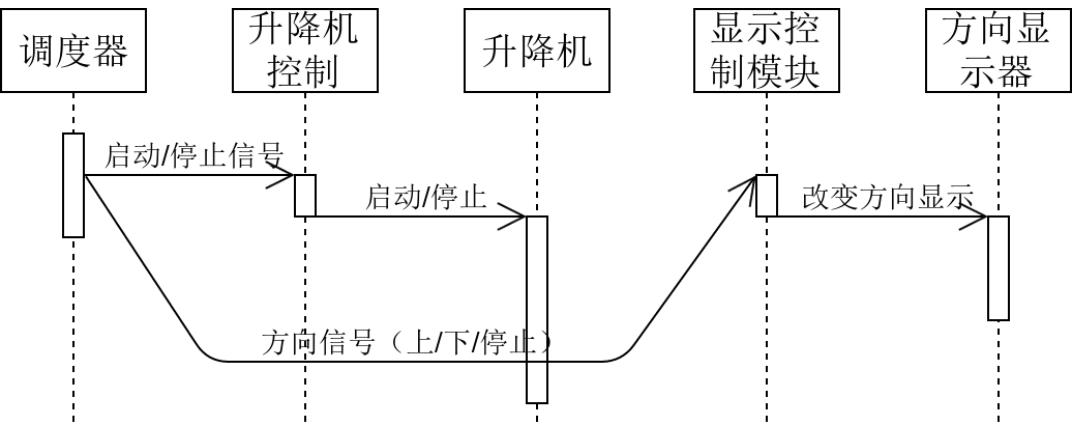 调度器
升降机
控制
升降机
显示控
制模块
方向显
示器
启动/停止信号
启动/停止
改变方向显示
方向信号（上/下/停止）